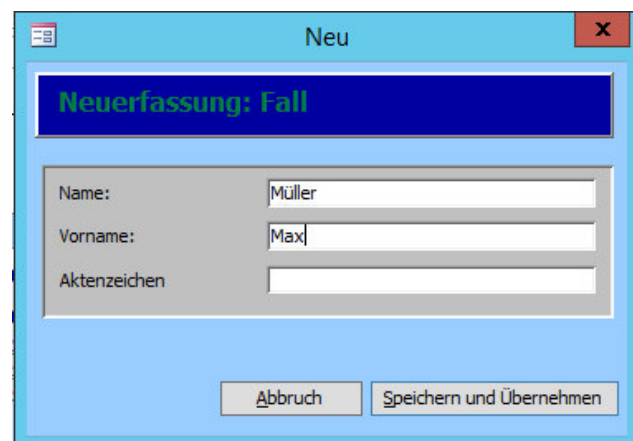 Neu
Neuerfassung: Fall
Name: Müller
Vorname: Max
Aktenzeichen
Abbruch Speichern und Übernehmen